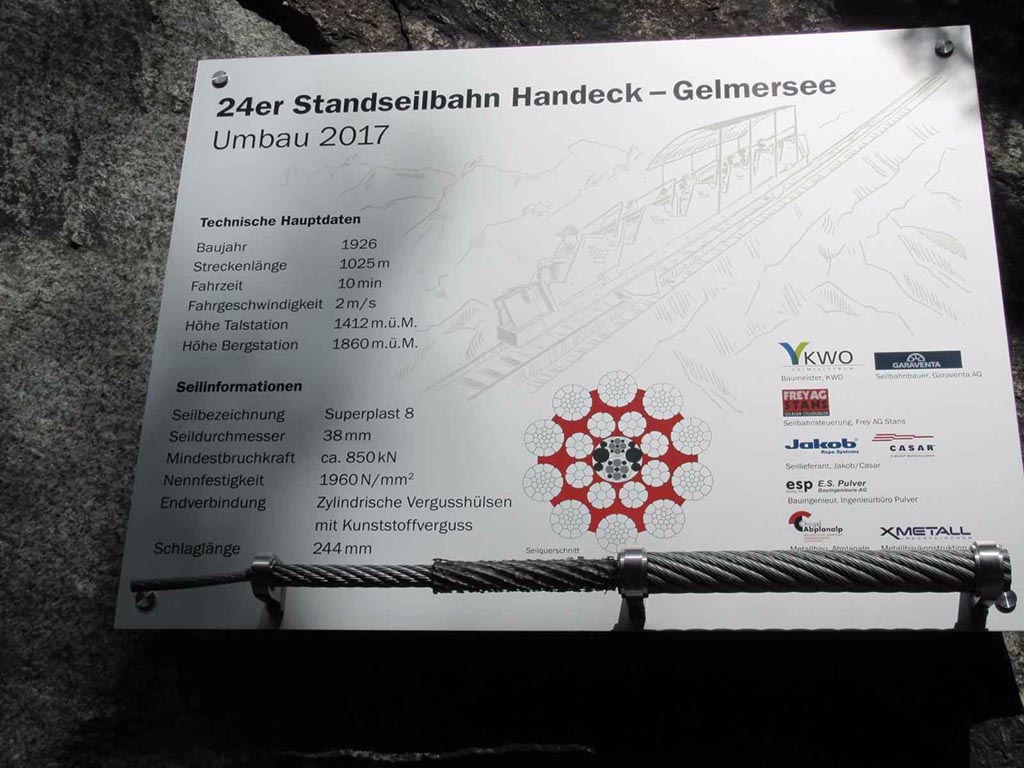 24er Standseilbahn Handeck – Gelmersee
Umbau 2017
Technische Hauptdaten
Baujahr 1926
Streckenlänge 1025 m
Fahrzeit 10 min
Fahrgeschwindigkeit 2 m/s
Höhe Talstation 1412 m.ü.M.
Höhe Bergstation 1860 m.ü.M.
Seilinformationen
Seilbezeichnung Superplast 8
Seildurchmesser 38 mm
Mindestbruchkraft ca. 850 kN
Nennfestigkeit 1960 N/mm²
Endverbindung Zylindrische Vergusshülsen
mit Kunststoffverguss
Schlaglänge 244 mm
Seilquerschnitt
KWO
GRIMSELSTROM
Baumeister, KWO
GARAVENTA
Seilbahnbauer, Garaventa AG
FREY AG
STANS
Seilbahnsteuerung, Frey AG Stans
Jakob
Rope Systems
CASAR
Seillieferant, Jakob/Casar
esp E.S. Pulver
Bauingenieure AG
Bauingenieur, Ingenieurbüro Pulver
Abplanalp
XMETALL
Metallbau, Abplanalp
Metallbaukonstruktion